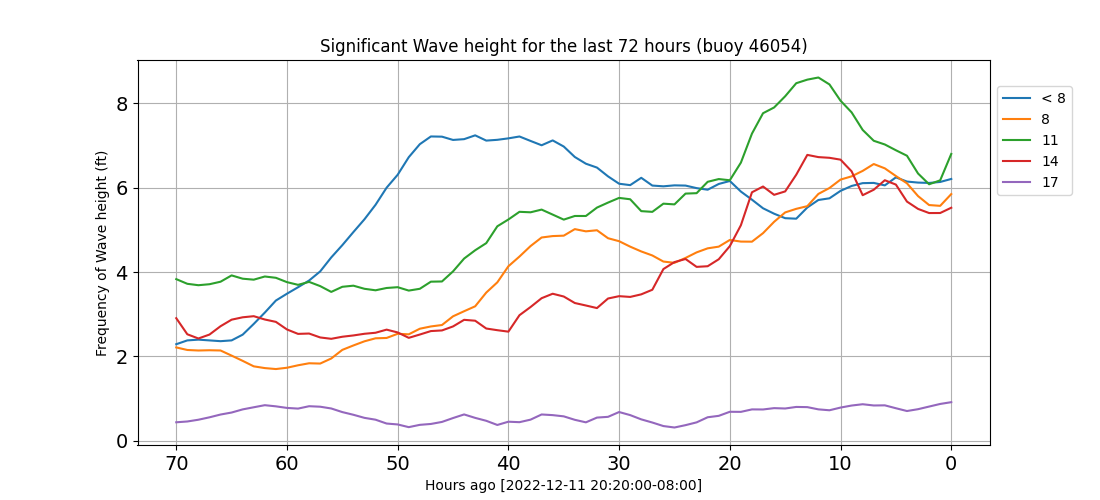 Significant Wave height for the last 72 hours (buoy 46054)
Frequency of Wave height (ft)
8
6
4
2
0
70 60 50 40 30 20 10 0
Hours ago [2022-12-11 20:20:00-08:00]
< 8
8
11
14
17